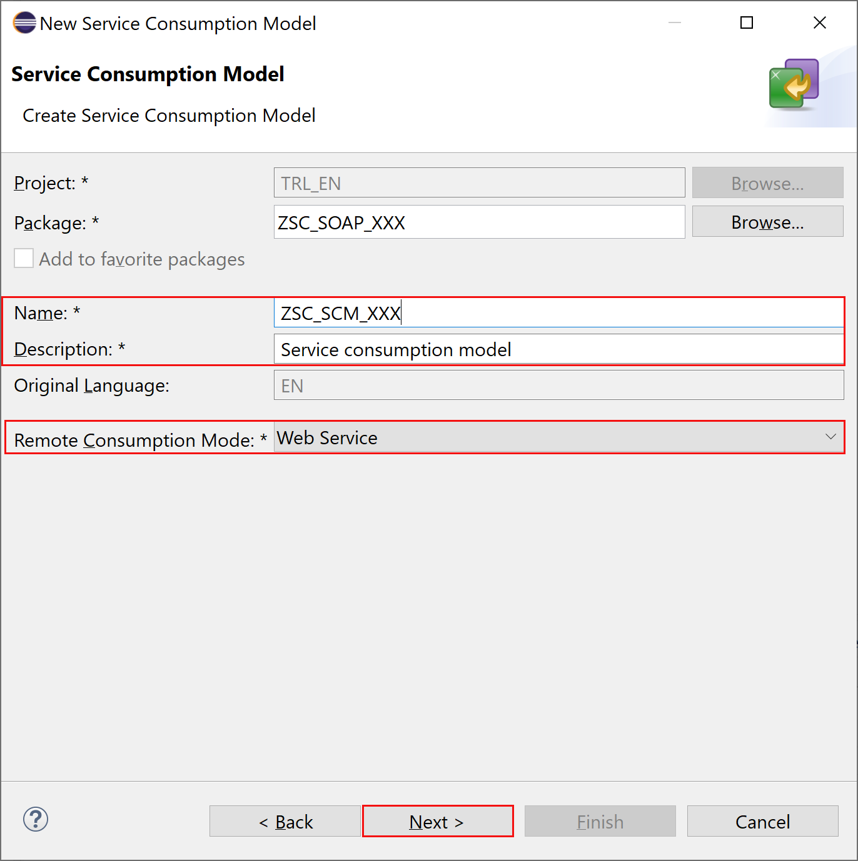 New Service Consumption Model
Service Consumption Model
Create Service Consumption Model
Project: * TRL_EN Browse...
Package: * ZSC_SOAP_XXX Browse...
Add to favorite packages
Name: * ZSC_SCM_XXX
Description: * Service consumption model
Original Language: EN
Remote Consumption Mode: * Web Service
? < Back Next > Finish Cancel